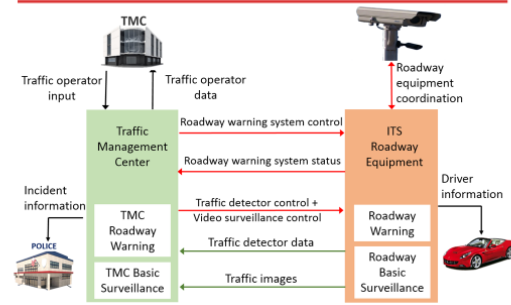 TMC
Traffic operator
input
Traffic operator
data
Roadway
equipment
coordination
Traffic
Management
Center
Roadway warning system control
Roadway warning system status
ITS
Roadway
Equipment
Incident
information
POLICE
TMC
Roadway
Warning
TMC Basic
Surveillance
Traffic detector control +
Video surveillance control
Traffic detector data
Traffic images
Roadway
Warning
Roadway
Basic
Surveillance
Driver
information